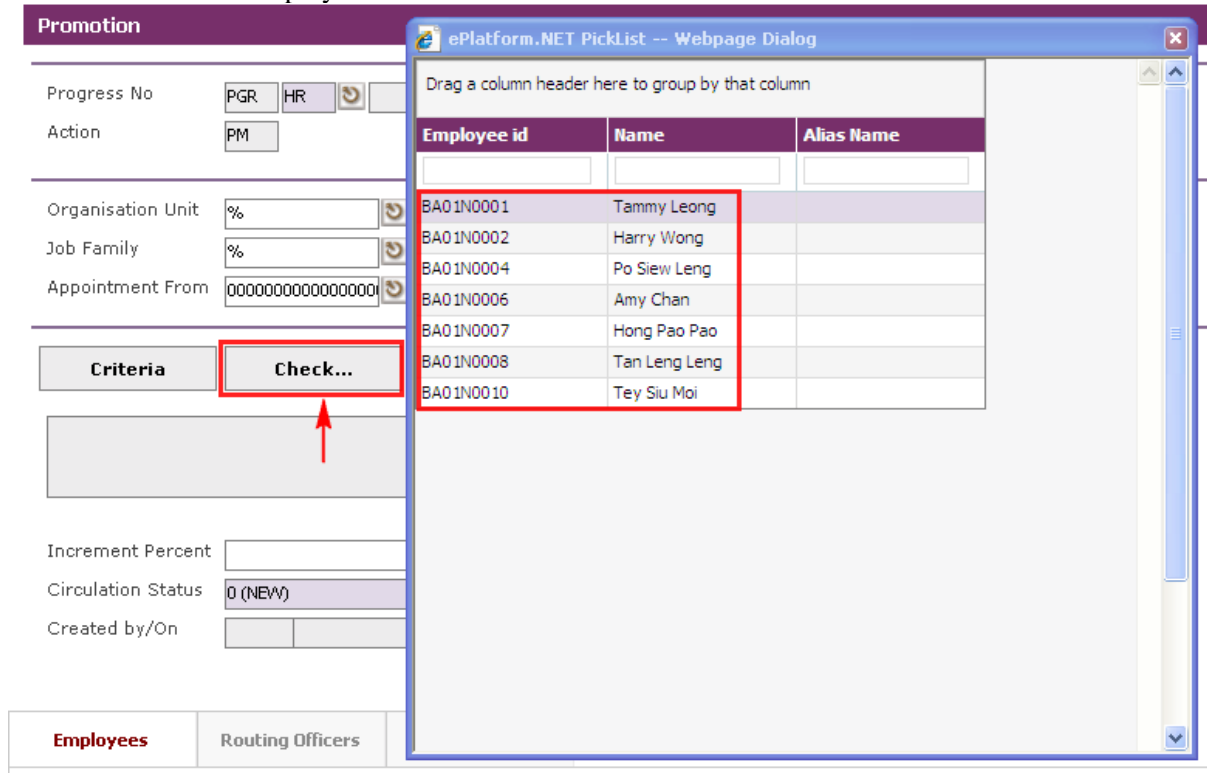 Promotion
Progress No
PGR
HR
Action
PM
Organisation Unit
%
Job Family
%
Appointment From
0000000000000000
Criteria
Check...
Increment Percent
Circulation Status
0 (NEW)
Created by/On
Employees
Routing Officers
ePlatform.NET PickList -- Webpage Dialog
Drag a column header here to group by that column
Employee id Name Alias Name
BA01N0001 Tammy Leong
BA01N0002 Harry Wong
BA01N0004 Po Siew Leng
BA01N0006 Amy Chan
BA01N0007 Hong Pao Pao
BA01N0008 Tan Leng Leng
BA01N0010 Tey Siu Moi